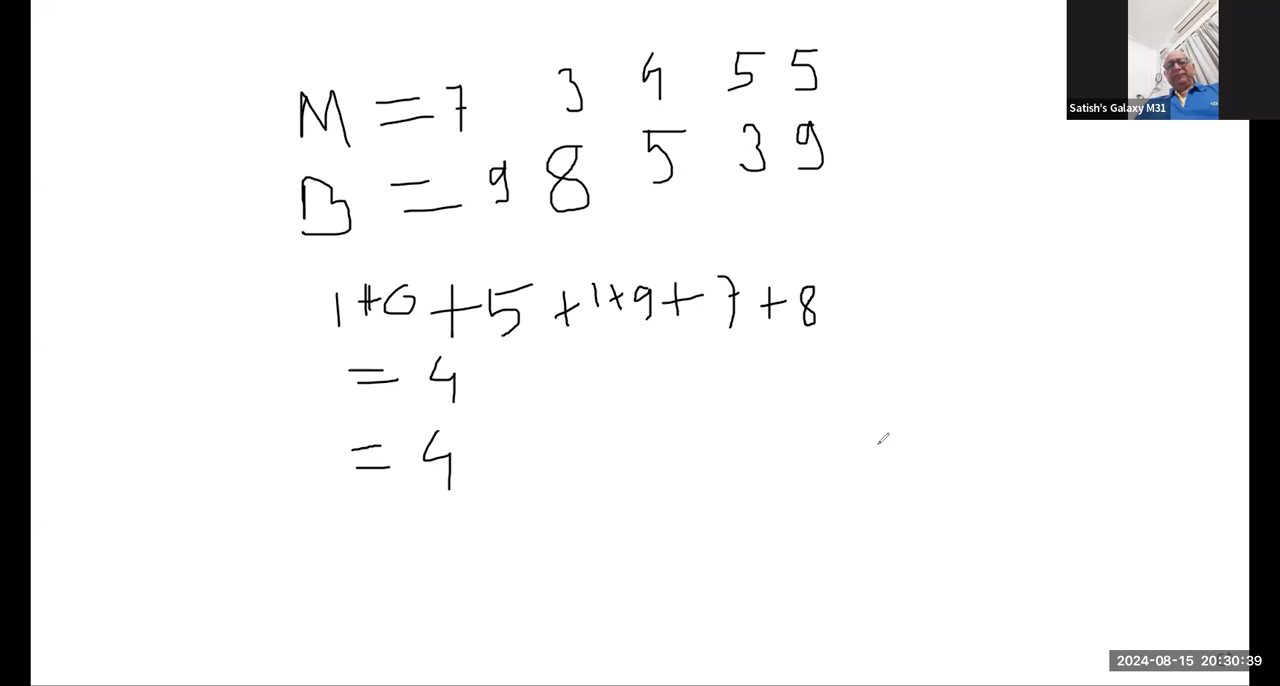 M = 7 3 4 5 5
B = 9 8 5 3 9
1+6+5+1+9+7+8
= 4
= 4
Satish's Galaxy M31
2024-08-15 20:30:39